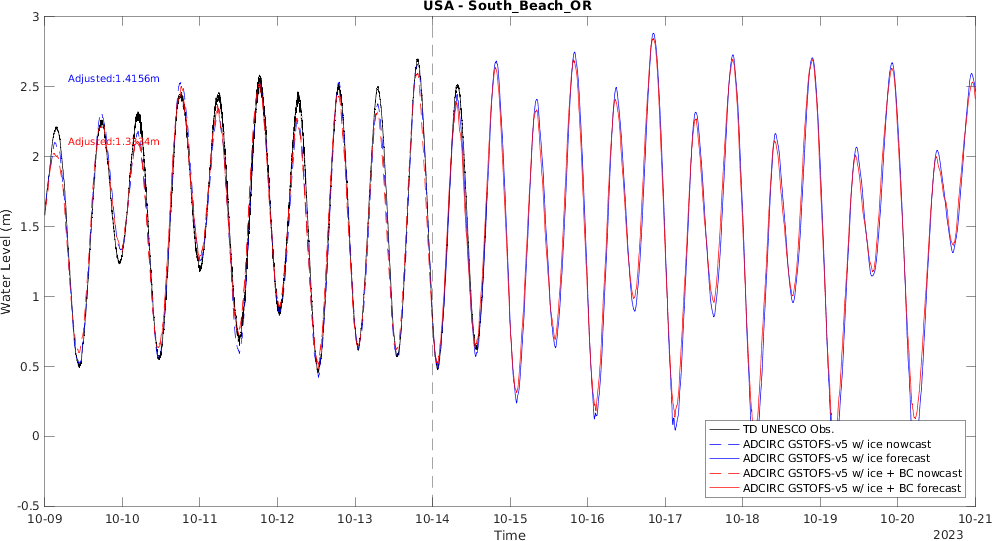 USA - South_Beach_OR
3
2.5
2
1.5
1
0.5
0
-0.5
Water Level (m)
Adjusted:1.4156m
TD UNESCO Obs.
ADCIRC GSTOFS-v5 w/ ice nowcast
ADCIRC GSTOFS-v5 w/ ice forecast
ADCIRC GSTOFS-v5 w/ ice + BC nowcast
ADCIRC GSTOFS-v5 w/ ice + BC forecast
10-09 10-10 10-11 10-12 10-13 10-14 10-15 10-16 10-17 10-18 10-19 10-20 10-21
Time
2023